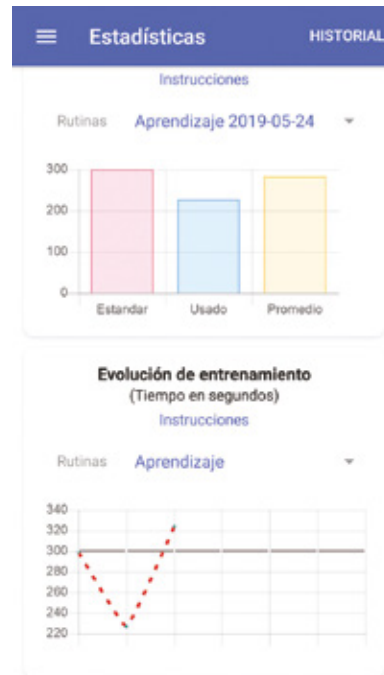 Estadísticas HISTORIAL
Instrucciones
Rutinas Aprendizaje 2019-05-24
300
200
100
0
Estandar Usado Promedio
Evolución de entrenamiento
(Tiempo en segundos)
Instrucciones
Rutinas Aprendizaje
340
320
300
280
260
240
220